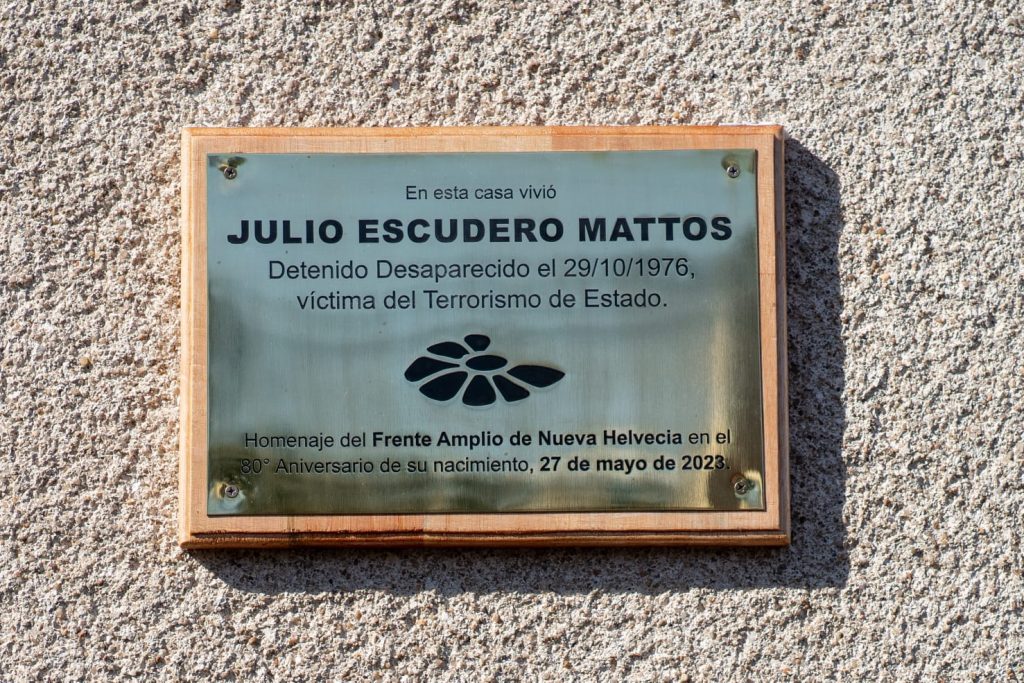 En esta casa vivió
JULIO ESCUDERO MATTOS
Detenido Desaparecido el 29/10/1976,
víctima del Terrorismo de Estado.
Homenaje del Frente Amplio de Nueva Helvecia en el
80° Aniversario de su nacimiento, 27 de mayo de 2023.